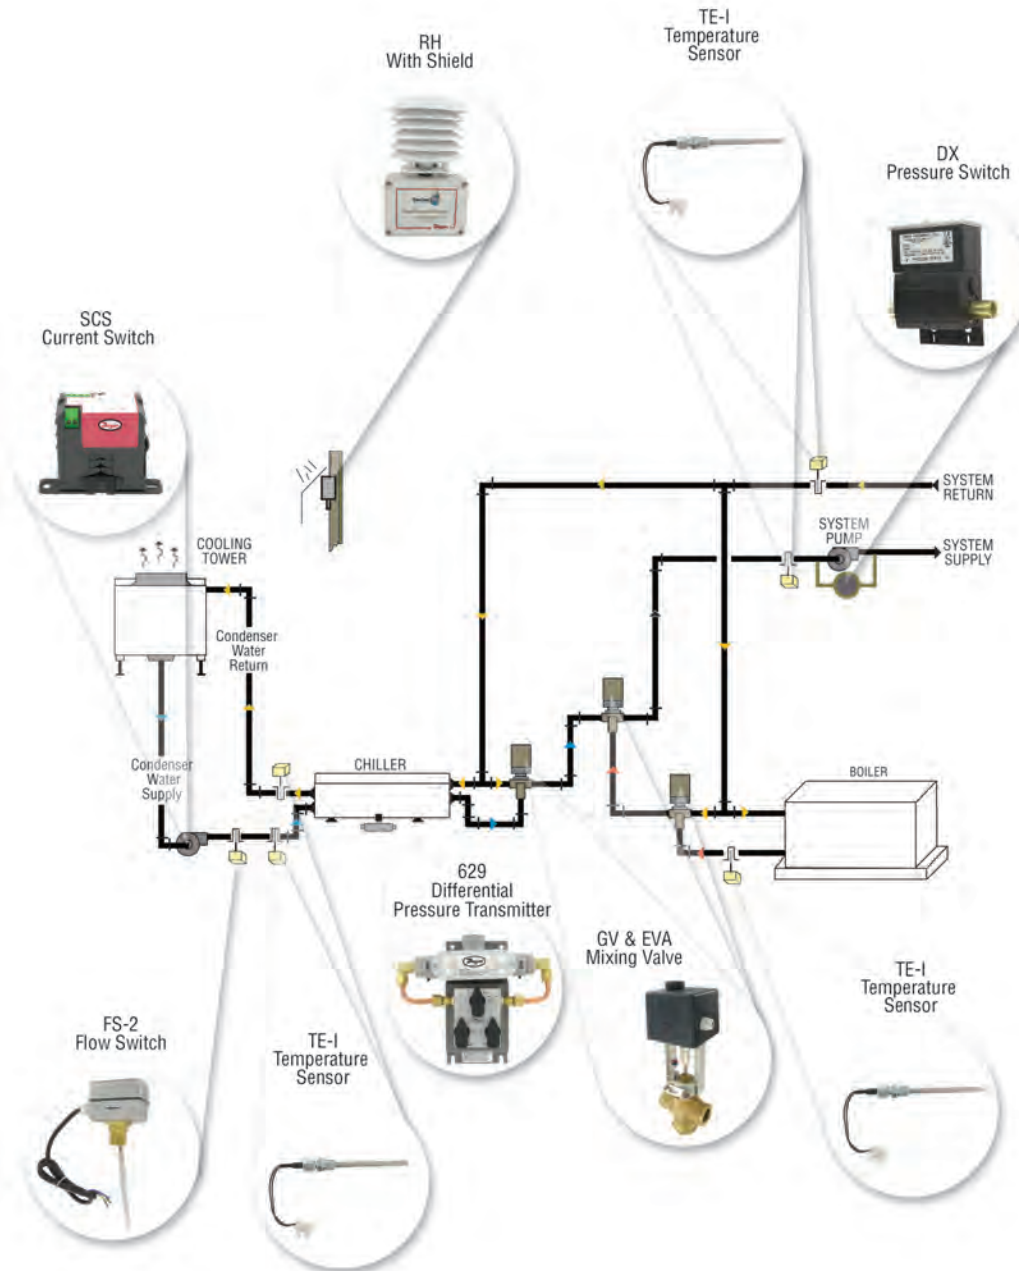 TE-I
Temperature
Sensor
RH
With Shield
DX
Pressure Switch
SCS
Current Switch
SYSTEM
RETURN
SYSTEM
PUMP
SYSTEM
SUPPLY
COOLING
TOWER
Condenser
Water
Return
Condenser
Water
Supply
CHILLER
BOILER
629
Differential
Pressure Transmitter
GV & EVA
Mixing Valve
TE-I
Temperature
Sensor
FS-2
Flow Switch
TE-I
Temperature
Sensor